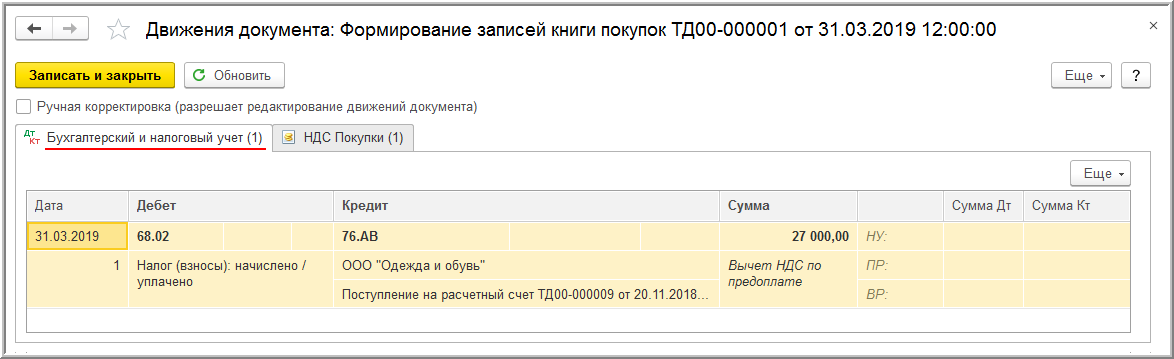 Движения документа: Формирование записей книги покупок ТД00-000001 от 31.03.2019 12:00:00
Записать и закрыть Обновить Еще ?
Ручная корректировка (разрешает редактирование движений документа)
Дт Кт Бухгалтерский и налоговый учет (1) НДС Покупки (1)
Еще
Дата Дебет Кредит Сумма Сумма Дт Сумма Кт
31.03.2019 68.02 76.АВ 27 000,00 НУ:
1 Налог (взносы): начислено / ООО "Одежда и обувь" Вычет НДС по ПР:
уплачено предоплате
Поступление на расчетный счет ТД00-000009 от 20.11.2018... ВР: